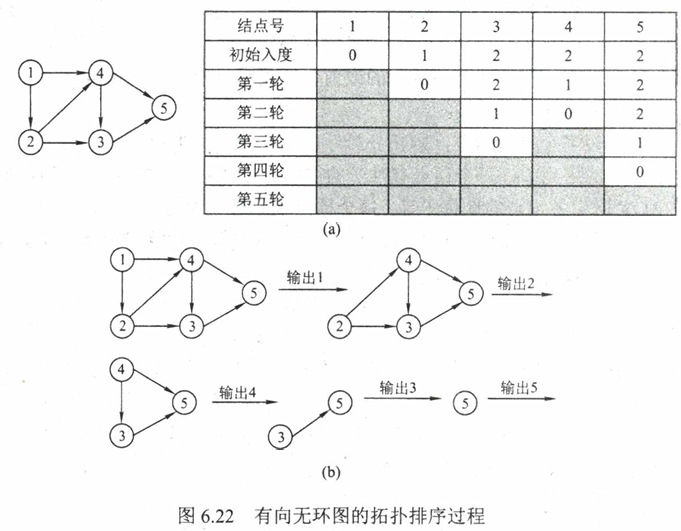 结点号 1 2 3 4 5
初始入度 0 1 2 2 2
第一轮 0 2 1 2
第二轮 1 0 2
第三轮 0 1
第四轮 0
第五轮
1 4
5
2 3
(a)
1 4
5
2 3
输出1
4
5
2 3
输出2
4
5
3
输出4
5
3
输出3
5
输出5
(b)
图 6.22 有向无环图的拓扑排序过程